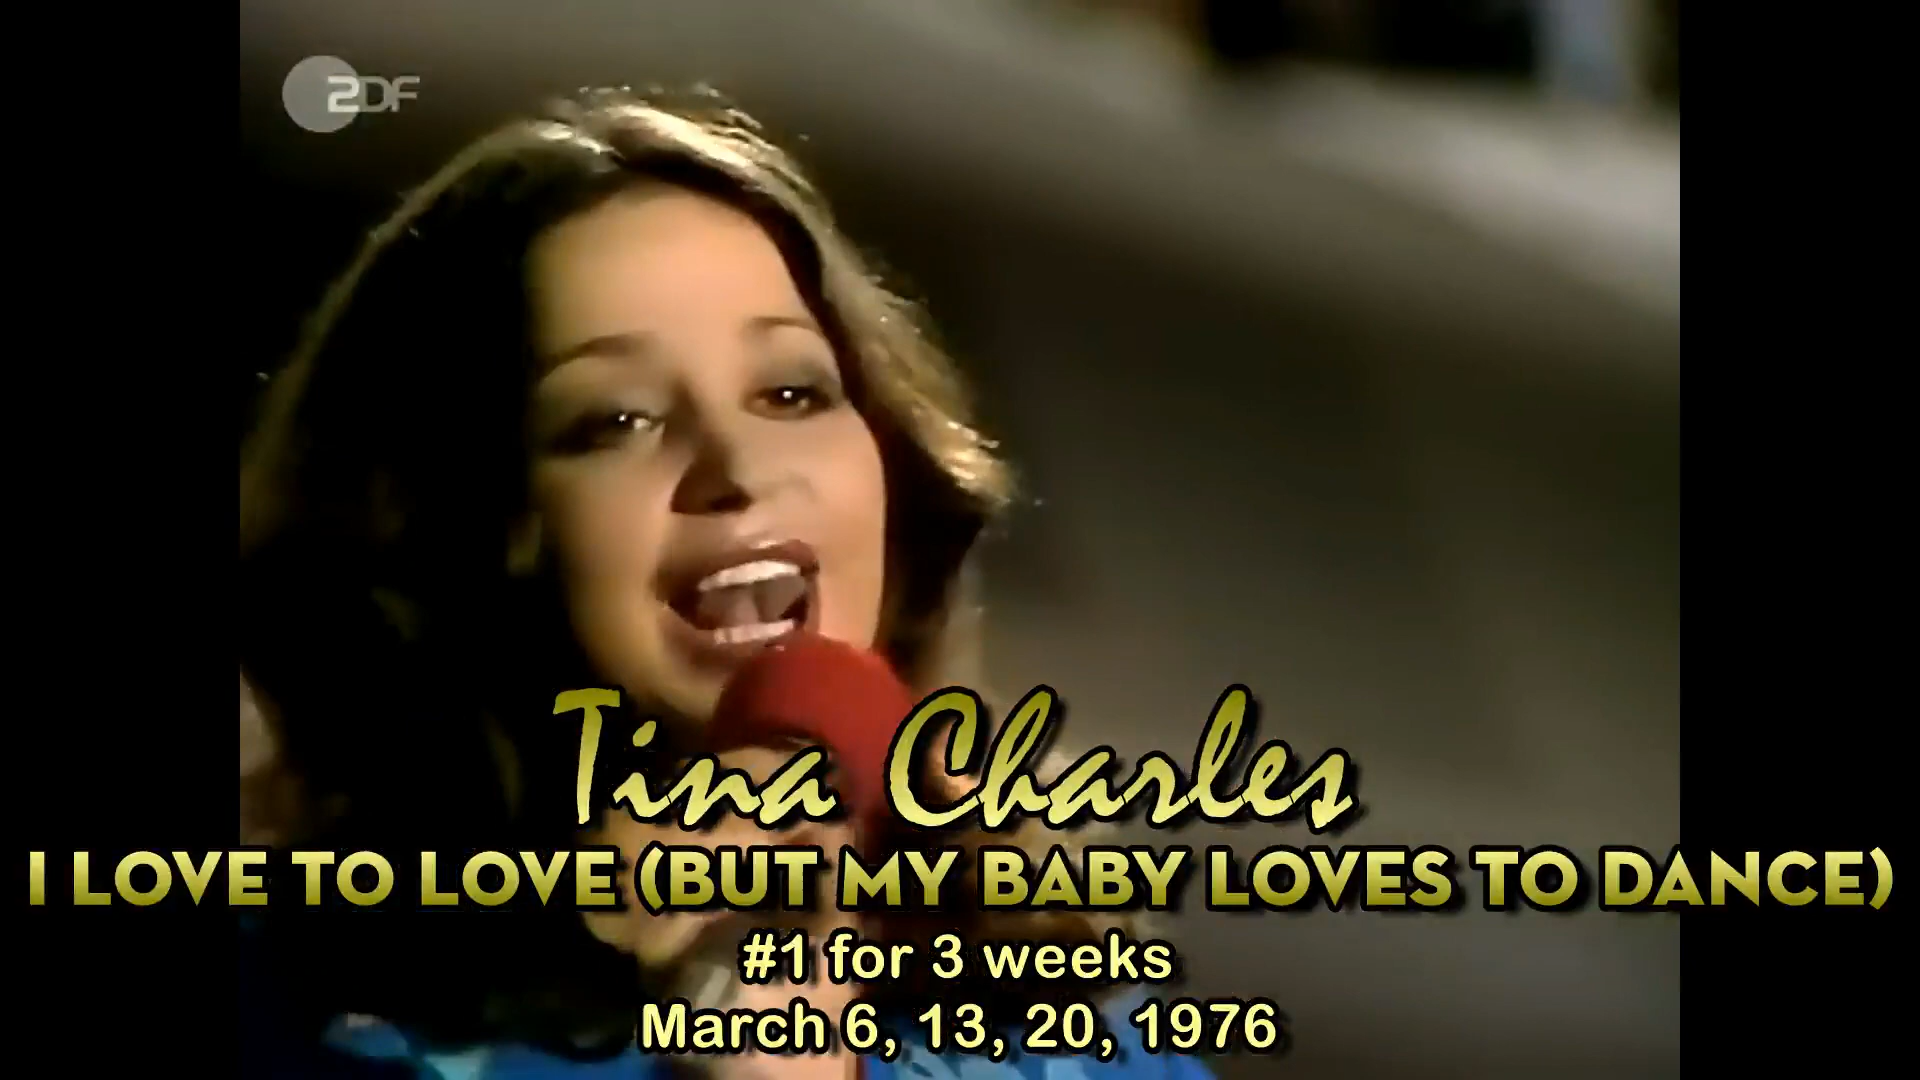 ZDF
Tina Charles
I LOVE TO LOVE (BUT MY BABY LOVES TO DANCE)
#1 for 3 weeks
March 6, 13, 20, 1976